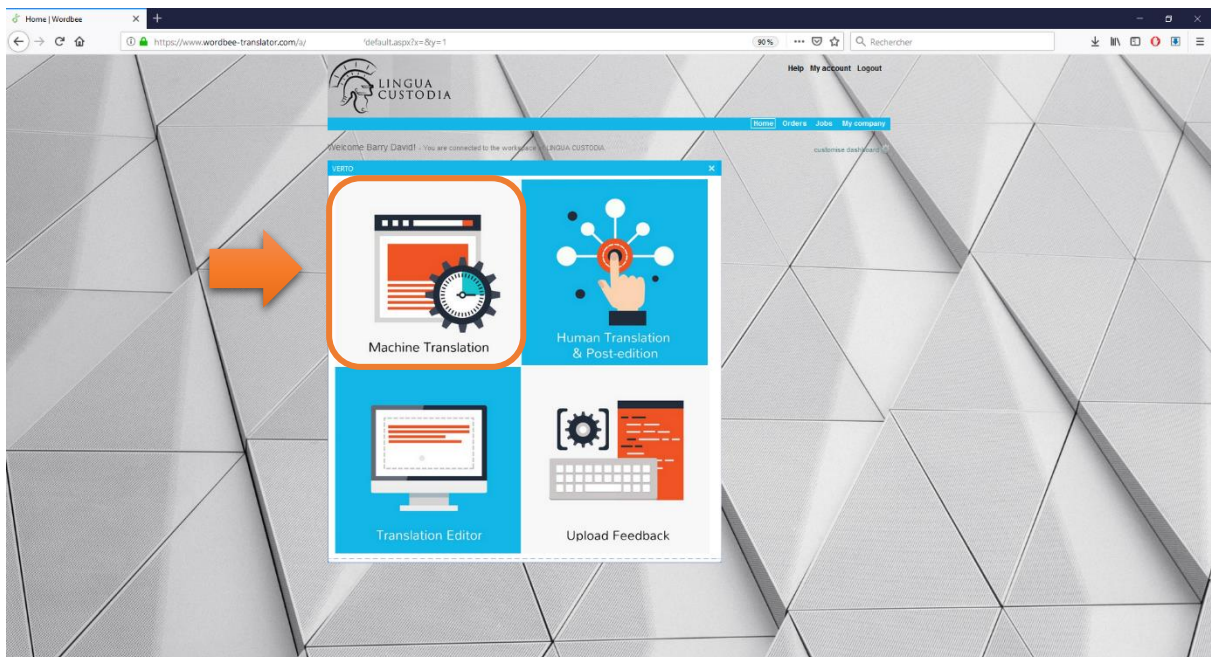 Home | Wordbee
https://www.wordbee-translator.com/a/ 'default.aspx?x=&y=1
90%
Rechercher
Help My account Logout
LINGUA
CUSTODIA
Home Orders Jobs My company
Welcome Barry David! - You are connected to the workspace of LINGUA CUSTODIA
customise dashboard
VERTO
Machine Translation
Human Translation
& Post-edition
Translation Editor
Upload Feedback